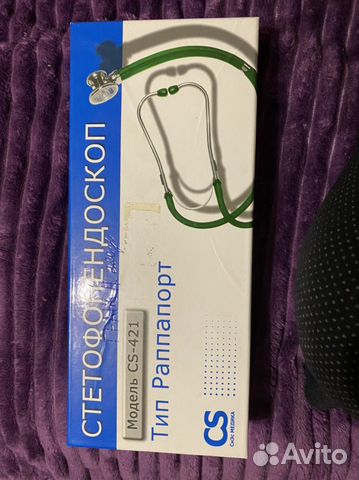 СТЕТОФОНЕНДОСКОП
Модель CS-421
Тип Раппапорт
CS
СиЭс МЕДИКА
Avito